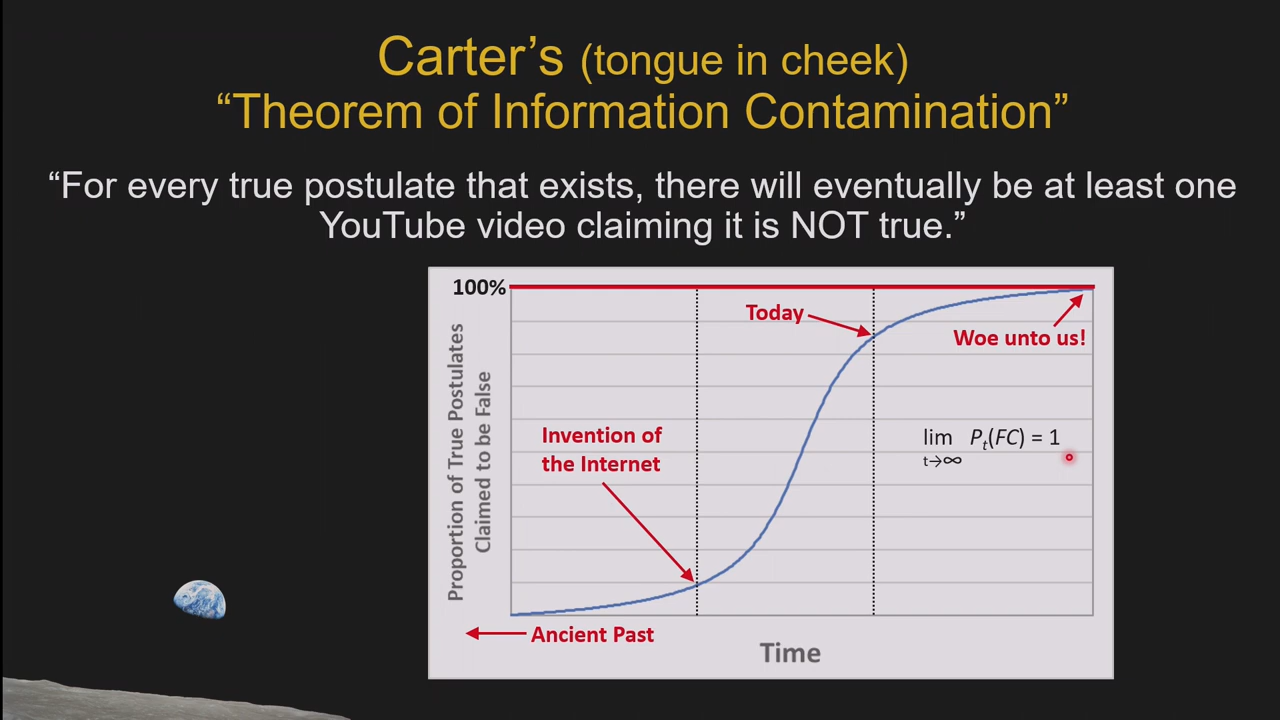 Carter’s (tongue in cheek)
“Theorem of Information Contamination”
“For every true postulate that exists, there will eventually be at least one
YouTube video claiming it is NOT true.”
100%
Proportion of True Postulates
Claimed to be False
Today
Woe unto us!
Invention of
the Internet
lim Pₜ(FC) = 1
t→∞
Ancient Past
Time